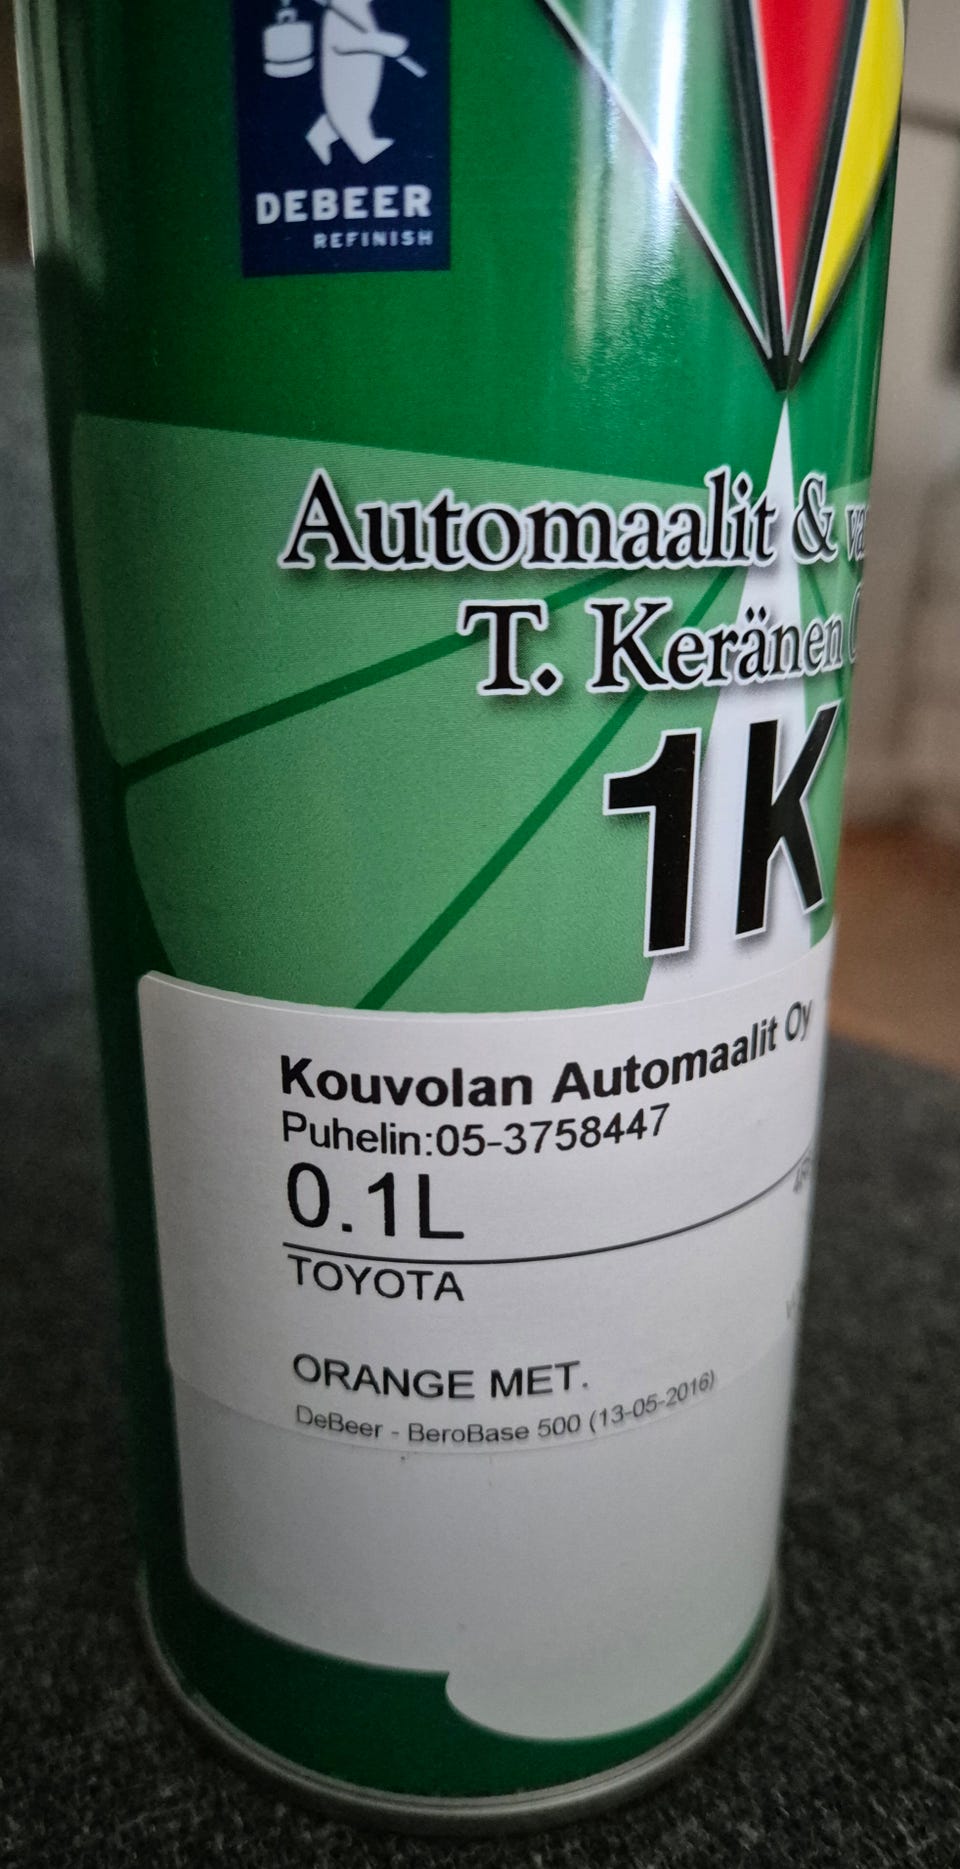 DEBEER
REFINISH
Automaalit &
T. Keränen
1K
Kouvolan Automaalit Oy
Puhelin:05-3758447
0.1L
TOYOTA
ORANGE MET.
DeBeer - BeroBase 500 (13-05-2016)